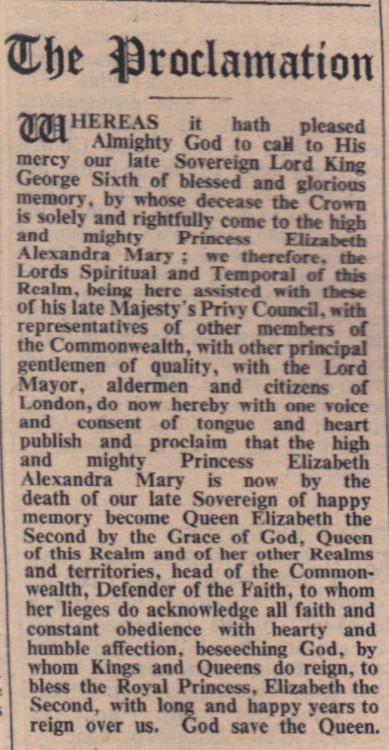 The Proclamation
WHEREAS it hath pleased
Almighty God to call to His
mercy our late Sovereign Lord King
George Sixth of blessed and glorious
memory, by whose decease the Crown
is solely and rightfully come to the high
and mighty Princess Elizabeth
Alexandra Mary ; we therefore, the
Lords Spiritual and Temporal of this
Realm, being here assisted with these
of his late Majesty's Privy Council, with
representatives of other members of
the Commonwealth, with other principal
gentlemen of quality, with the Lord
Mayor, aldermen and citizens of
London, do now hereby with one voice
and consent of tongue and heart
publish and proclaim that the high
and mighty Princess Elizabeth
Alexandra Mary is now by the
death of our late Sovereign of happy
memory become Queen Elizabeth the
Second by the Grace of God, Queen
of this Realm and of her other Realms
and territories, head of the Common-
wealth, Defender of the Faith, to whom
her lieges do acknowledge all faith and
constant obedience with hearty and
humble affection, beseeching God, by
whom Kings and Queens do reign, to
bless the Royal Princess, Elizabeth the
Second, with long and happy years to
reign over us. God save the Queen.